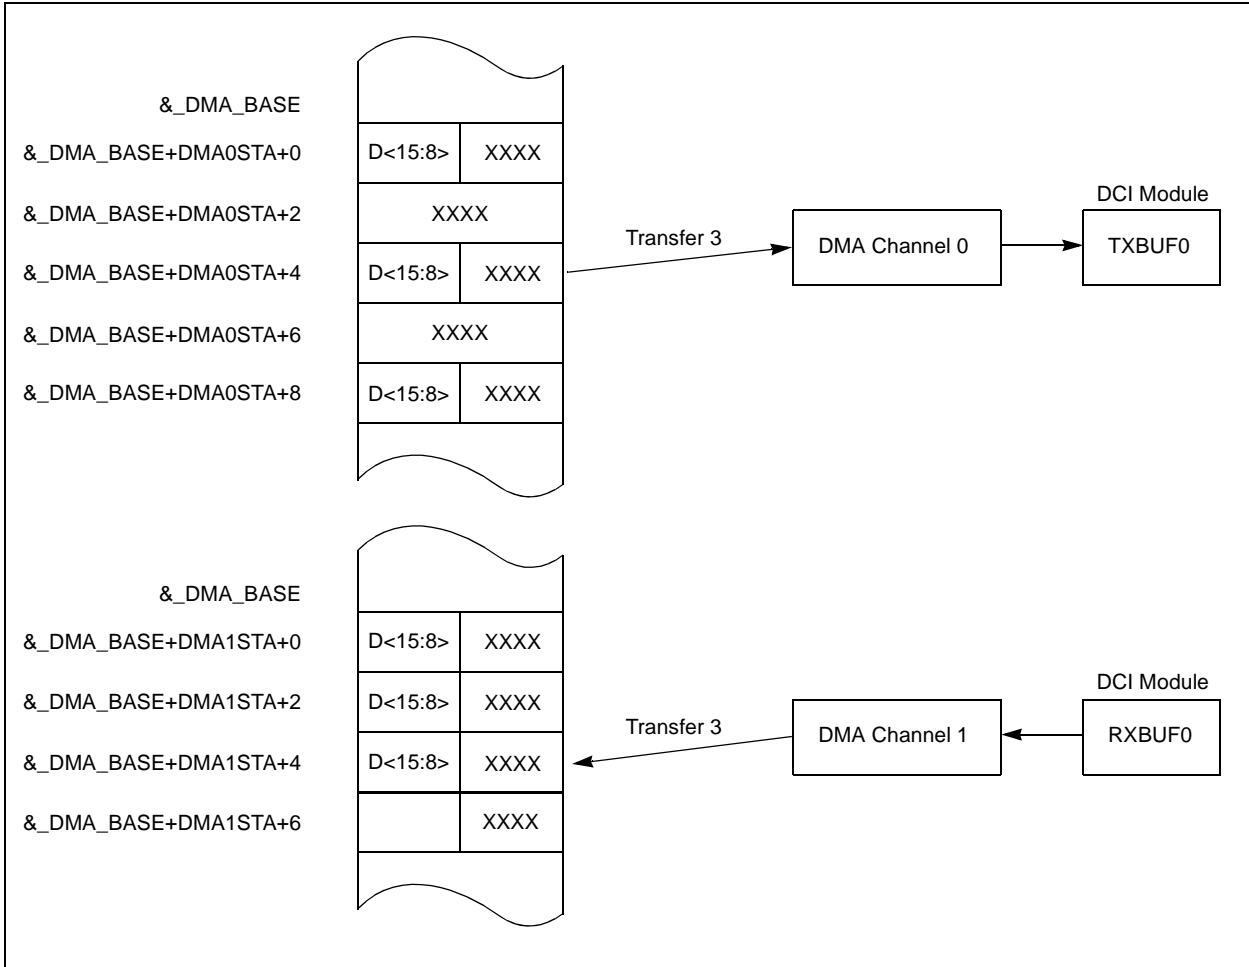 &_DMA_BASE
&_DMA_BASE+DMA0STA+0 D<15:8> XXXX
&_DMA_BASE+DMA0STA+2 XXXX
DCI Module
Transfer 3 DMA Channel 0 TXBUF0
&_DMA_BASE+DMA0STA+4 D<15:8> XXXX
&_DMA_BASE+DMA0STA+6 XXXX
&_DMA_BASE+DMA0STA+8 D<15:8> XXXX
&_DMA_BASE
&_DMA_BASE+DMA1STA+0 D<15:8> XXXX
DCI Module
&_DMA_BASE+DMA1STA+2 D<15:8> XXXX
Transfer 3 DMA Channel 1 RXBUF0
&_DMA_BASE+DMA1STA+4 D<15:8> XXXX
&_DMA_BASE+DMA1STA+6 XXXX